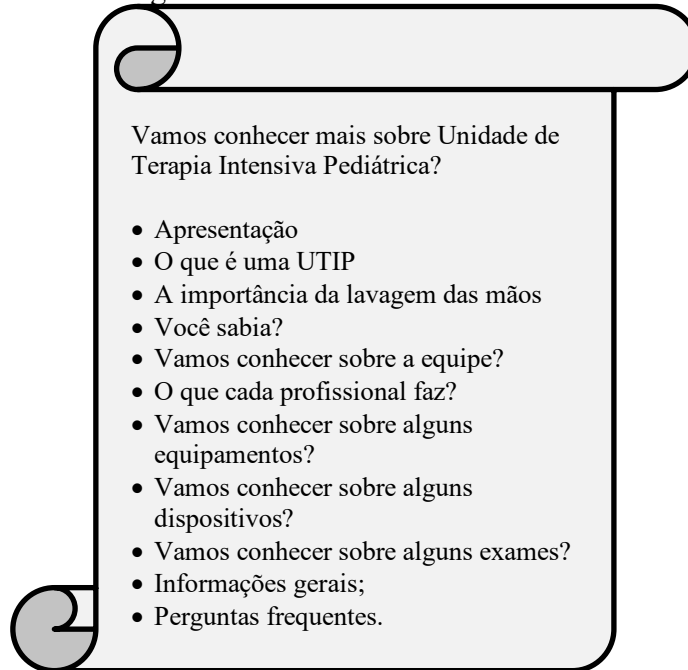 Vamos conhecer mais sobre Unidade de
Terapia Intensiva Pediátrica?
• Apresentação
• O que é uma UTIP
• A importância da lavagem das mãos
• Você sabia?
• Vamos conhecer sobre a equipe?
• O que cada profissional faz?
• Vamos conhecer sobre alguns
equipamentos?
• Vamos conhecer sobre alguns
dispositivos?
• Vamos conhecer sobre alguns exames?
• Informações gerais;
• Perguntas frequentes.